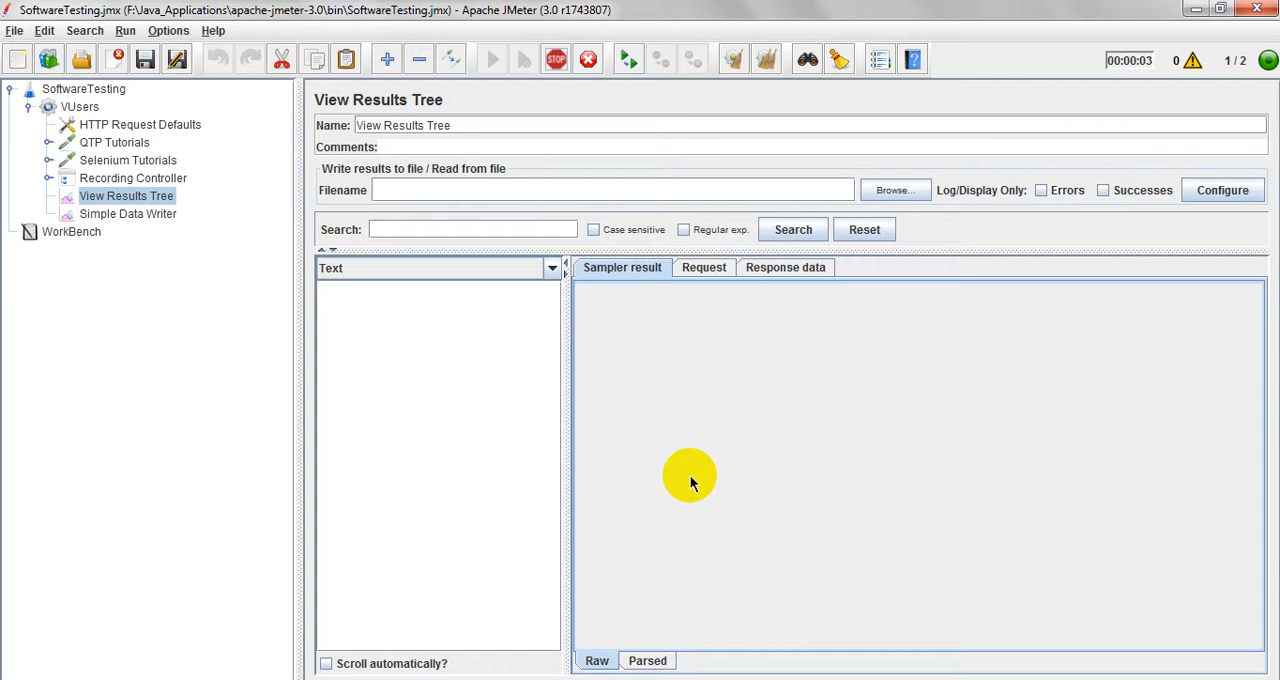 SoftwareTesting.jmx (F:\Java_Applications\apache-jmeter-3.0\bin\SoftwareTesting.jmx) - Apache JMeter (3.0 r1743807)
File Edit Search Run Options Help
STOP 00:00:03 0 1 / 2
SoftwareTesting
VUsers
HTTP Request Defaults
QTP Tutorials
Selenium Tutorials
Recording Controller
View Results Tree
Simple Data Writer
WorkBench
View Results Tree
Name: View Results Tree
Comments:
Write results to file / Read from file
Filename Browse... Log/Display Only: Errors Successes Configure
Search: Case sensitive Regular exp. Search Reset
Text Sampler result Request Response data
Scroll automatically? Raw Parsed